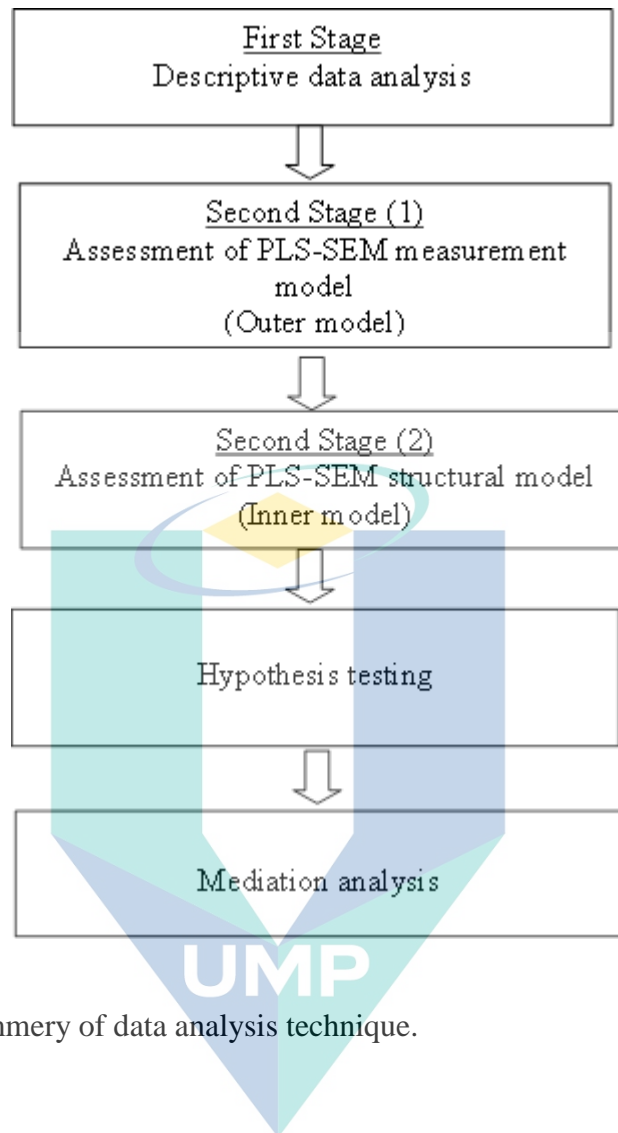 First Stage
Descriptive data analysis
Second Stage (1)
Assessment of PLS-SEM measurement
model
(Outer model)
Second Stage (2)
Assessment of PLS-SEM structural model
(Inner model)
Hypothesis testing
Mediation analysis
UMP
mmery of data analysis technique.